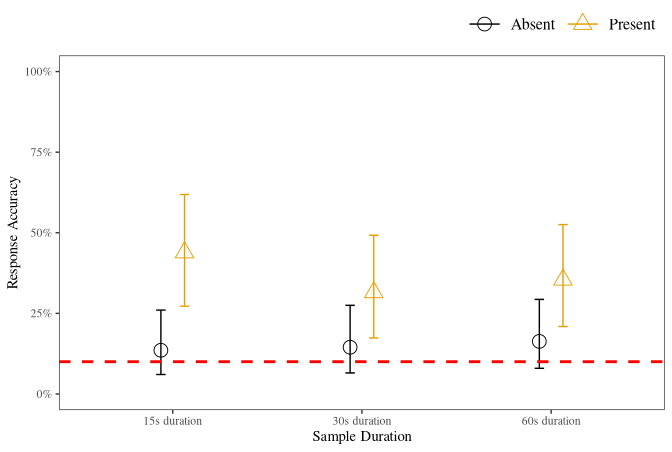 Absent Present
100%
75%
50%
25%
0%
Response Accuracy
15s duration 30s duration 60s duration
Sample Duration